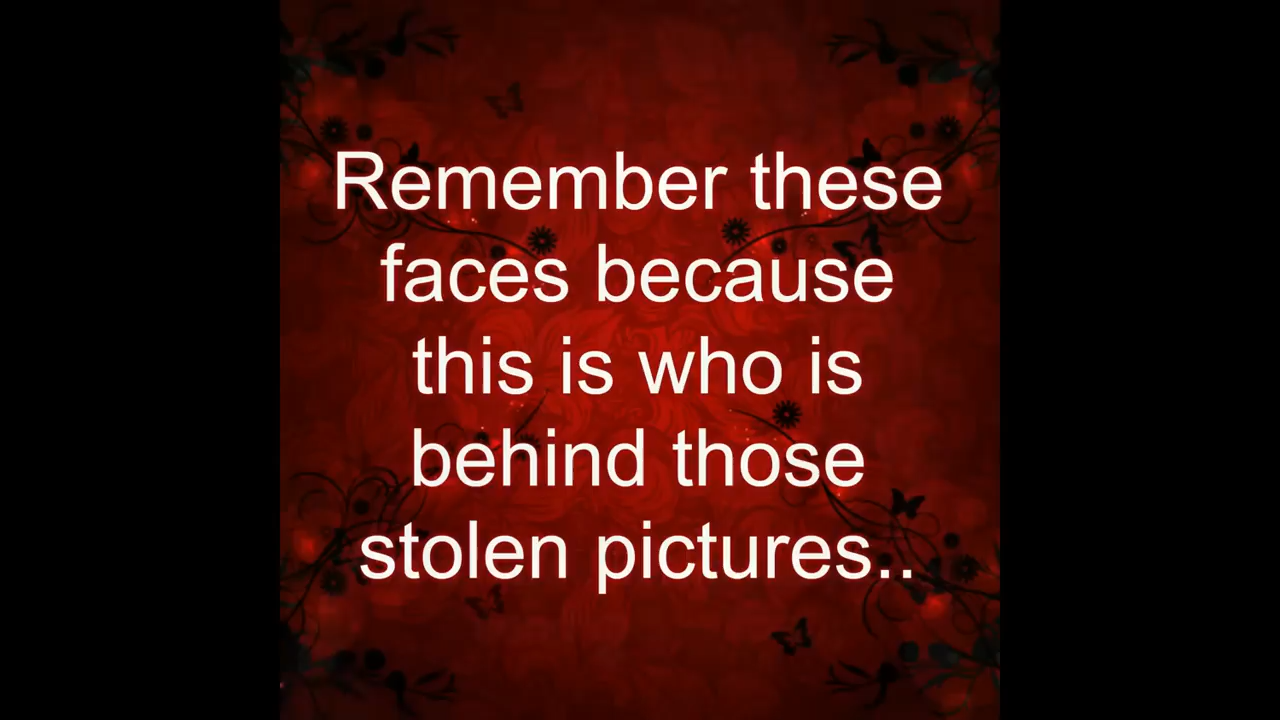 Remember these
faces because
this is who is
behind those
stolen pictures..